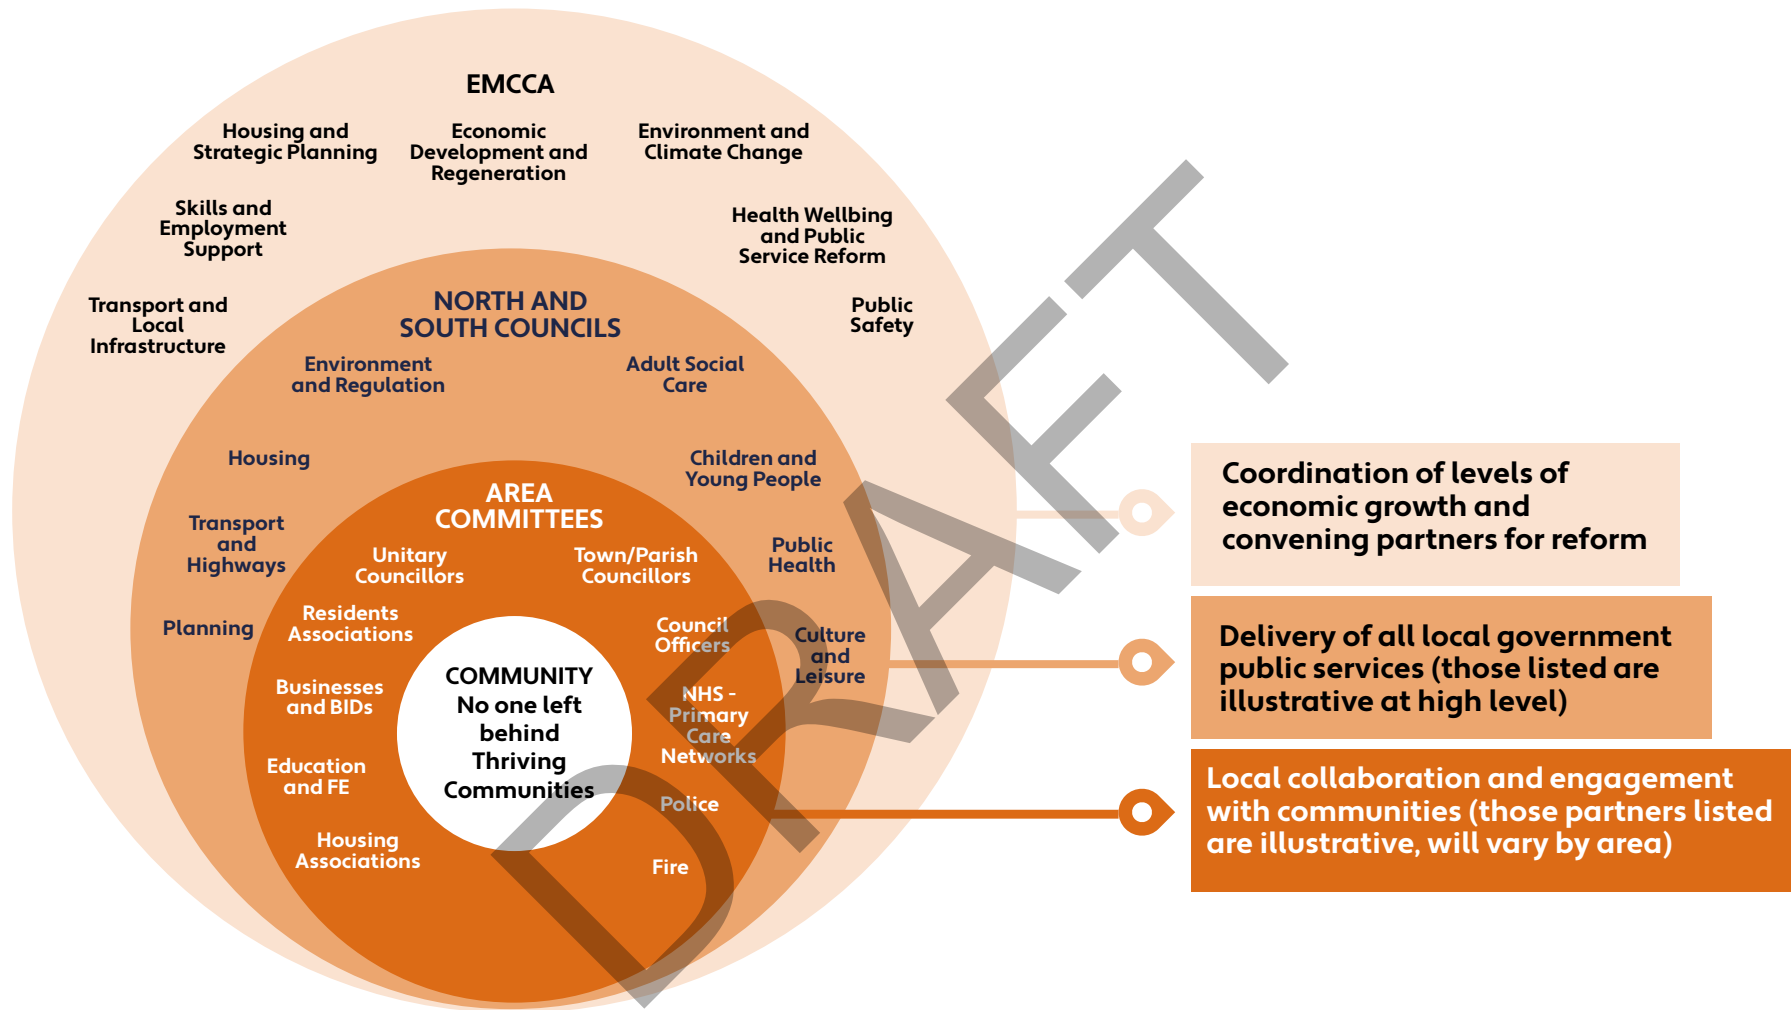 EMCCA
Housing and
Strategic Planning
Economic
Development and
Regeneration
Environment and
Climate Change
Skills and
Employment
Support
Health Wellbing
and Public
Service Reform
Transport and
Local
Infrastructure
Public
Safety
NORTH AND
SOUTH COUNCILS
Environment
and Regulation
Adult Social
Care
Housing
Children and
Young People
Transport
and
Highways
Public
Health
Planning
Culture
and
Leisure
AREA
COMMITTEES
Unitary
Councillors
Town/Parish
Councillors
Residents
Associations
Council
Officers
Businesses
and BIDs
NHS -
Primary
Care
Networks
Education
and FE
Police
Housing
Associations
Fire
COMMUNITY
No one left
behind
Thriving
Communities
Coordination of levels of
economic growth and
convening partners for reform
Delivery of all local government
public services (those listed are
illustrative at high level)
Local collaboration and engagement
with communities (those partners listed
are illustrative, will vary by area)
DRAFT